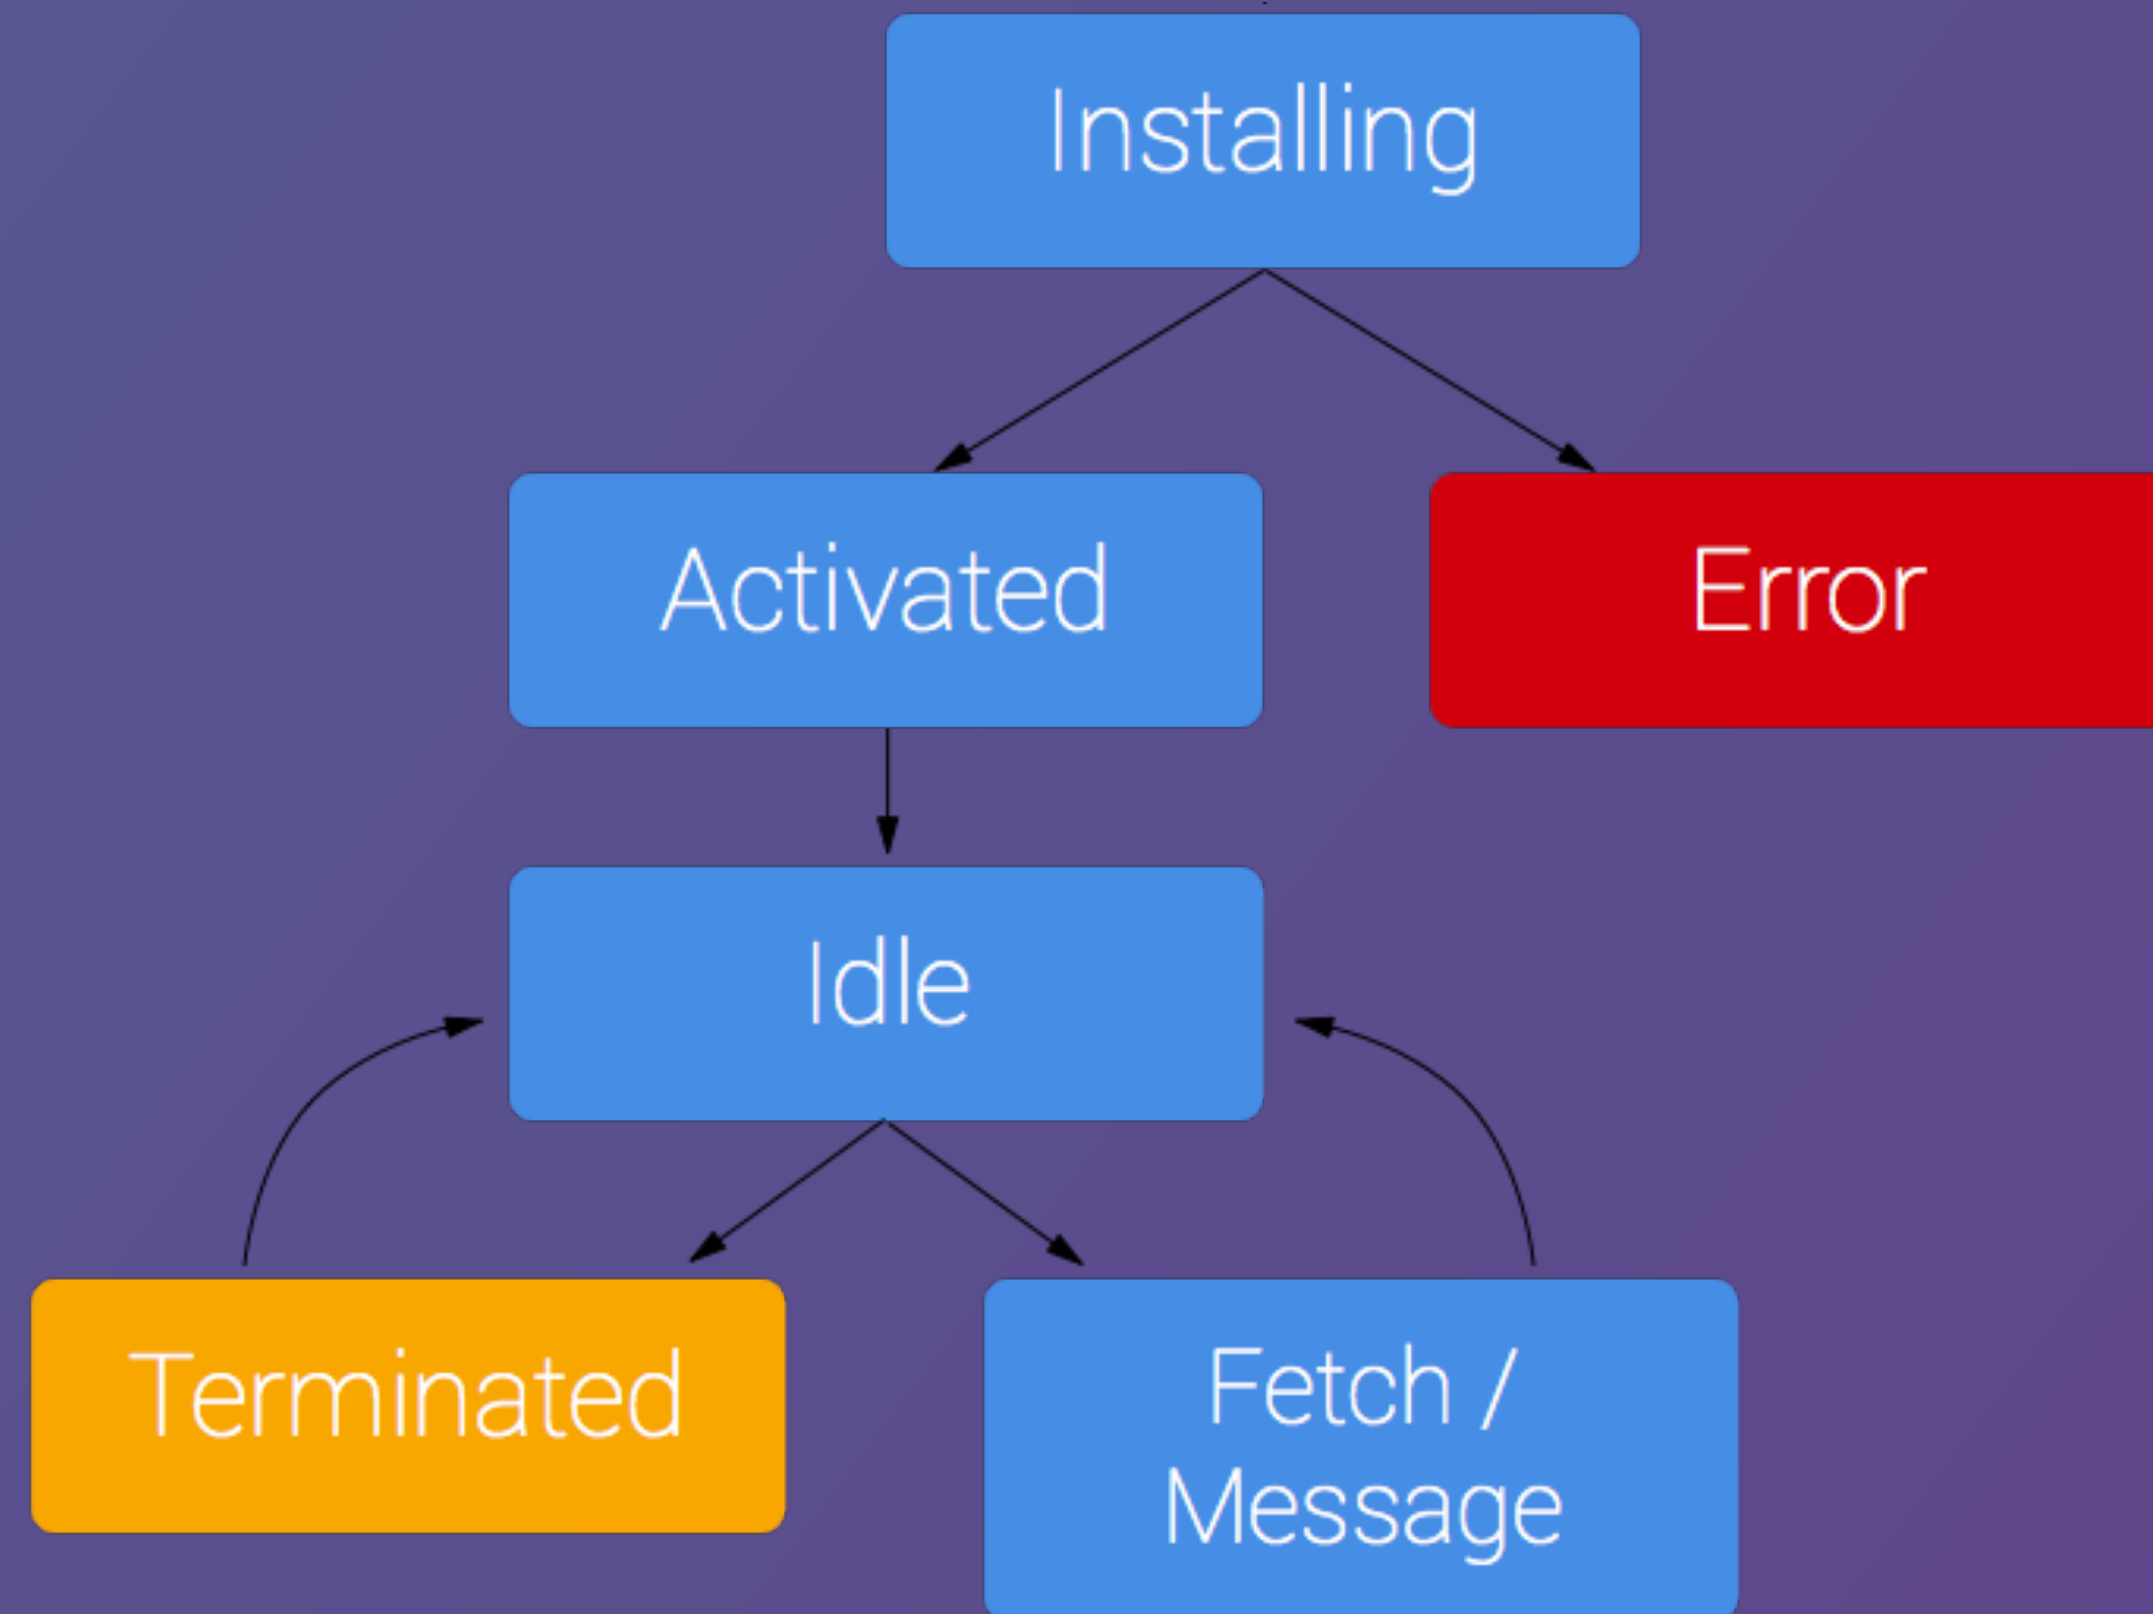 Installing
Activated
Error
Idle
Terminated
Fetch /
Message